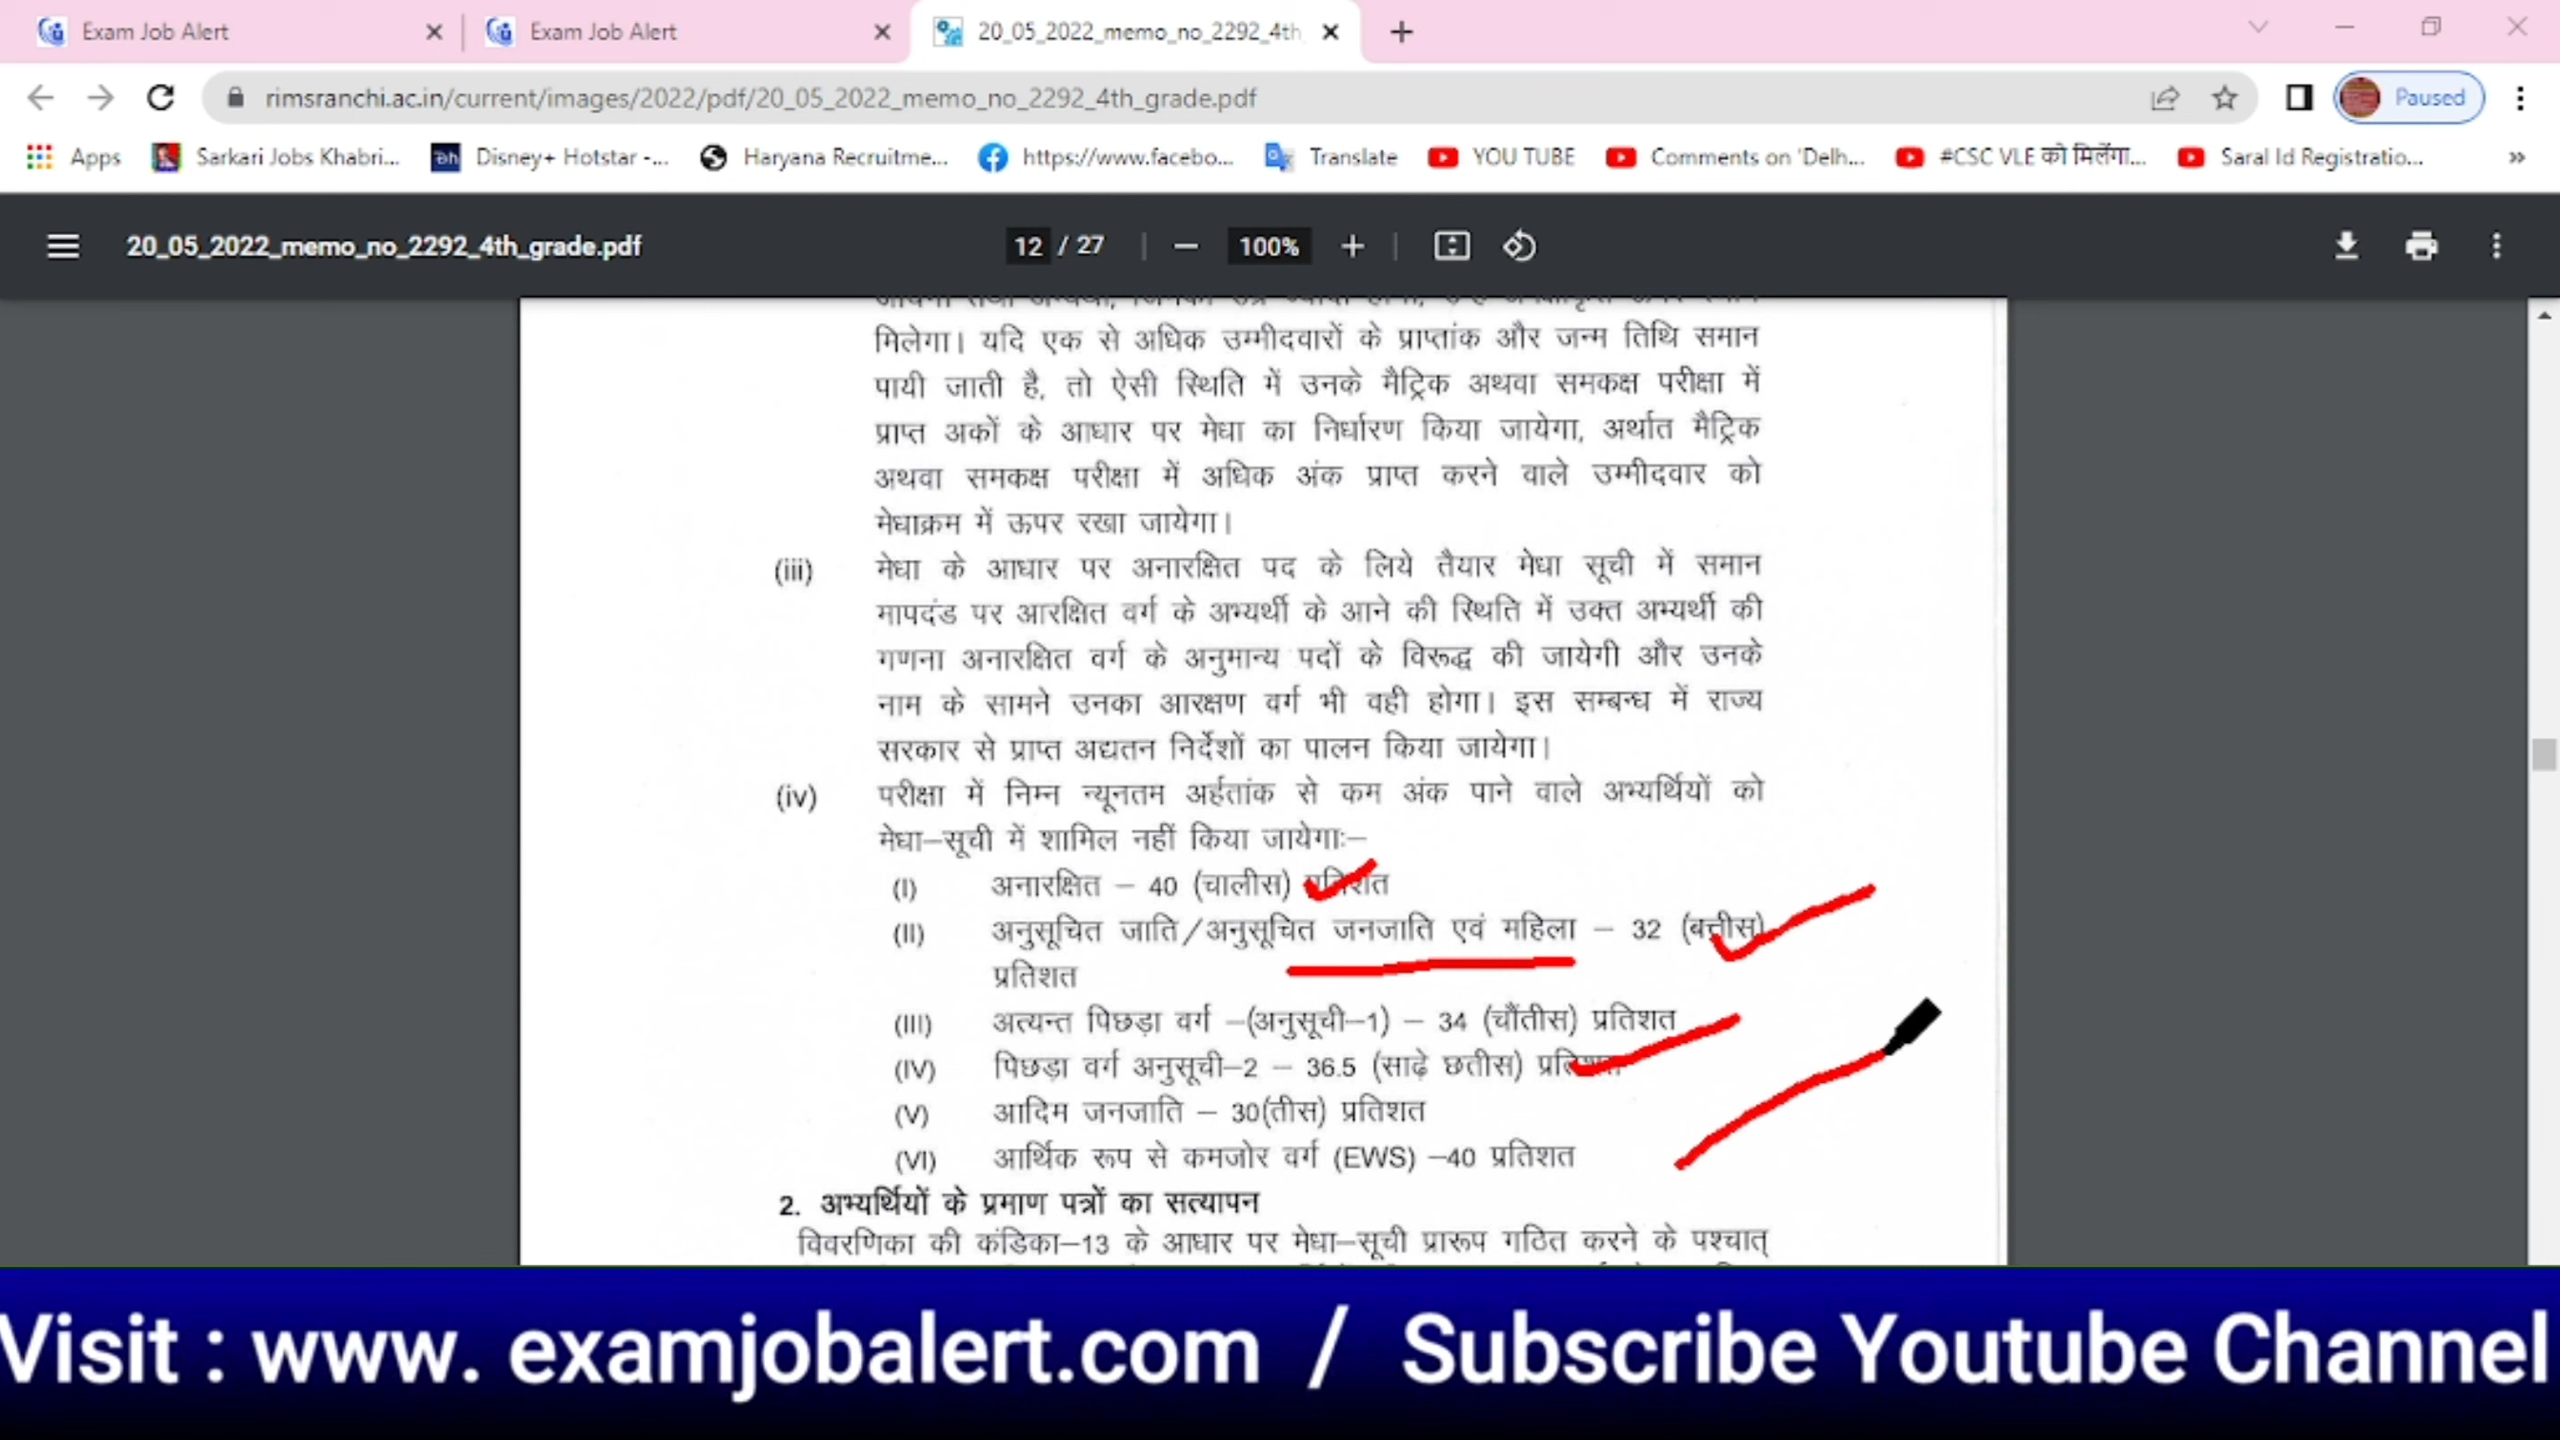 Exam Job Alert
Exam Job Alert
20_05_2022_memo_no_2292_4th
rimsranchi.ac.in/current/images/2022/pdf/20_05_2022_memo_no_2292_4th_grade.pdf
Paused
Apps
Sarkari Jobs Khabri...
Disney+ Hotstar -...
Haryana Recruitme...
https://www.facebo...
Translate
YOU TUBE
Comments on 'Delh...
#CSC VLE को मिलेंगा...
Saral Id Registratio...
»
20_05_2022_memo_no_2292_4th_grade.pdf
12 / 27
100%
मिलेगा। यदि एक से अधिक उम्मीदवारों के प्राप्तांक और जन्म तिथि समान
पायी जाती है, तो ऐसी स्थिति में उनके मैट्रिक अथवा समकक्ष परीक्षा में
प्राप्त अकों के आधार पर मेधा का निर्धारण किया जायेगा, अर्थात मैट्रिक
अथवा समकक्ष परीक्षा में अधिक अंक प्राप्त करने वाले उम्मीदवार को
मेधाक्रम में ऊपर रखा जायेगा।
(iii) मेधा के आधार पर अनारक्षित पद के लिये तैयार मेधा सूची में समान
मापदंड पर आरक्षित वर्ग के अभ्यर्थी के आने की स्थिति में उक्त अभ्यर्थी की
गणना अनारक्षित वर्ग के अनुमान्य पदों के विरूद्ध की जायेगी और उनके
नाम के सामने उनका आरक्षण वर्ग भी वही होगा। इस सम्बन्ध में राज्य
सरकार से प्राप्त अद्यतन निर्देशों का पालन किया जायेगा।
(iv) परीक्षा में निम्न न्यूनतम अर्हतांक से कम अंक पाने वाले अभ्यर्थियों को
मेधा–सूची में शामिल नहीं किया जायेगाः–
(I) अनारक्षित – 40 (चालीस) प्रतिशत
(II) अनुसूचित जाति/अनुसूचित जनजाति एवं महिला – 32 (बत्तीस)
प्रतिशत
(III) अत्यन्त पिछड़ा वर्ग –(अनुसूची–1) – 34 (चौंतीस) प्रतिशत
(IV) पिछड़ा वर्ग अनुसूची–2 – 36.5 (साढ़े छतीस) प्रतिशत
(V) आदिम जनजाति – 30(तीस) प्रतिशत
(VI) आर्थिक रूप से कमजोर वर्ग (EWS) –40 प्रतिशत
2. अभ्यर्थियों के प्रमाण पत्रों का सत्यापन
विवरणिका की कंडिका–13 के आधार पर मेधा–सूची प्रारूप गठित करने के पश्चात्
Visit : www. examjobalert.com / Subscribe Youtube Channel